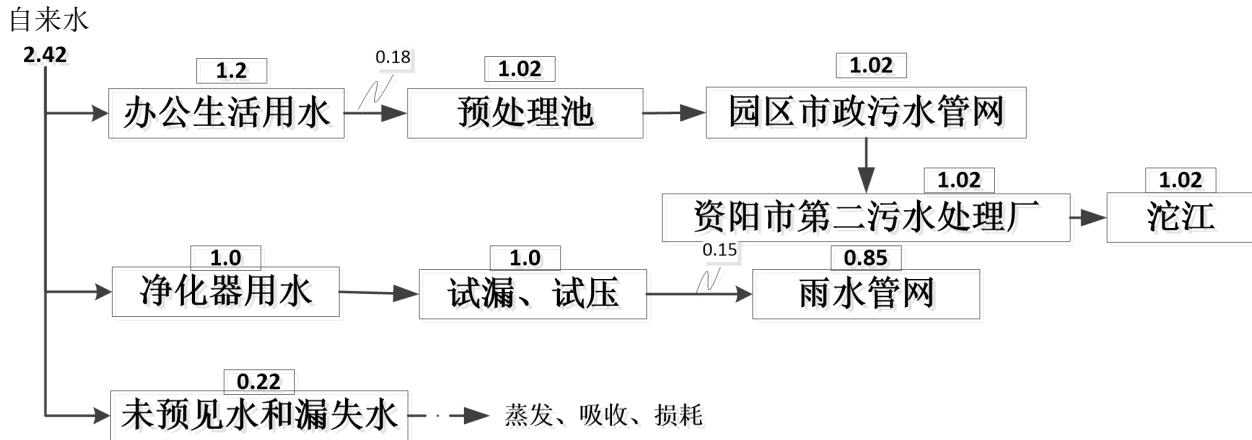 自来水
2.42
1.2
办公生活用水
0.18
1.02
预处理池
1.02
园区市政污水管网
1.02
资阳市第二污水处理厂
1.02
沱江
1.0
净化器用水
1.0
试漏、试压
0.15
0.85
雨水管网
0.22
未预见水和漏失水
蒸发、吸收、损耗